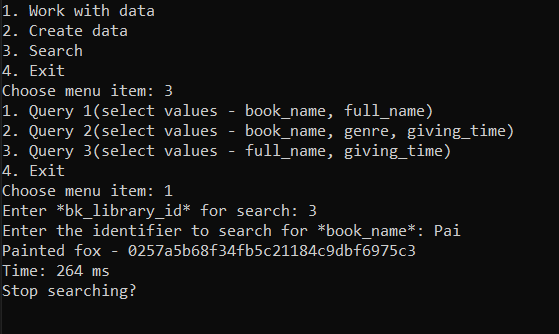 1. Work with data
2. Create data
3. Search
4. Exit
Choose menu item: 3
1. Query 1(select values - book_name, full_name)
2. Query 2(select values - book_name, genre, giving_time)
3. Query 3(select values - full_name, giving_time)
4. Exit
Choose menu item: 1
Enter *bk_library_id* for search: 3
Enter the identifier to search for *book_name*: Pai
Painted fox - 0257a5b68f34fb5c21184c9dbf6975c3
Time: 264 ms
Stop searching?